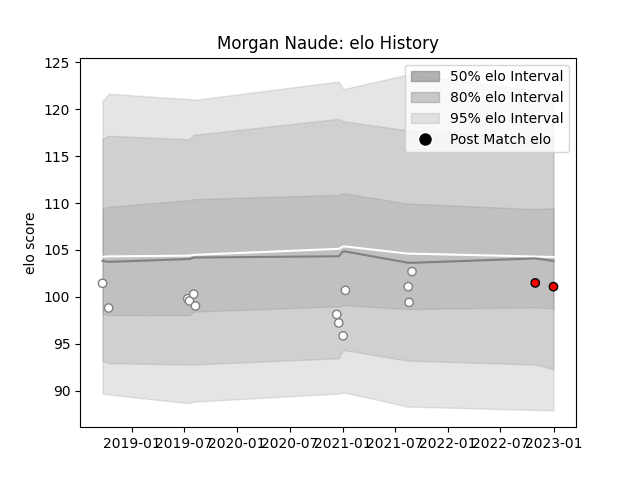 Morgan Naude: elo History
125
120
115
110
105
100
95
90
elo score
50% elo Interval
80% elo Interval
95% elo Interval
Post Match elo
2019-01 2019-07 2020-01 2020-07 2021-01 2021-07 2022-01 2022-07 2023-01